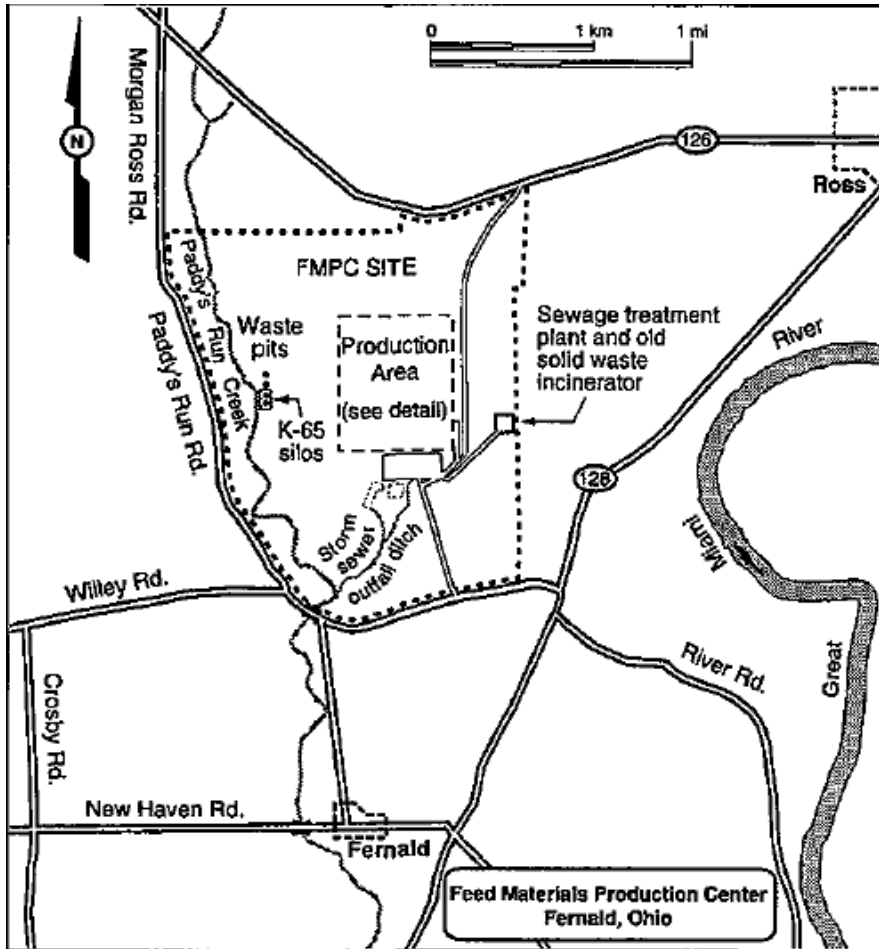 0
1 km
1 mi
N
Morgan Ross Rd.
126
Ross
Paddy's
Run
Creek
FMPC SITE
Waste
pits
Production
Area
(see detail)
Sewage treatment
plant and old
solid waste
incinerator
River
Paddy's Run Rd.
K-65
silos
128
Miami
Storm
sewer
outfall ditch
Willey Rd.
River Rd.
Great
Crosby Rd.
New Haven Rd.
Fernald
Feed Materials Production Center
Fernald, Ohio